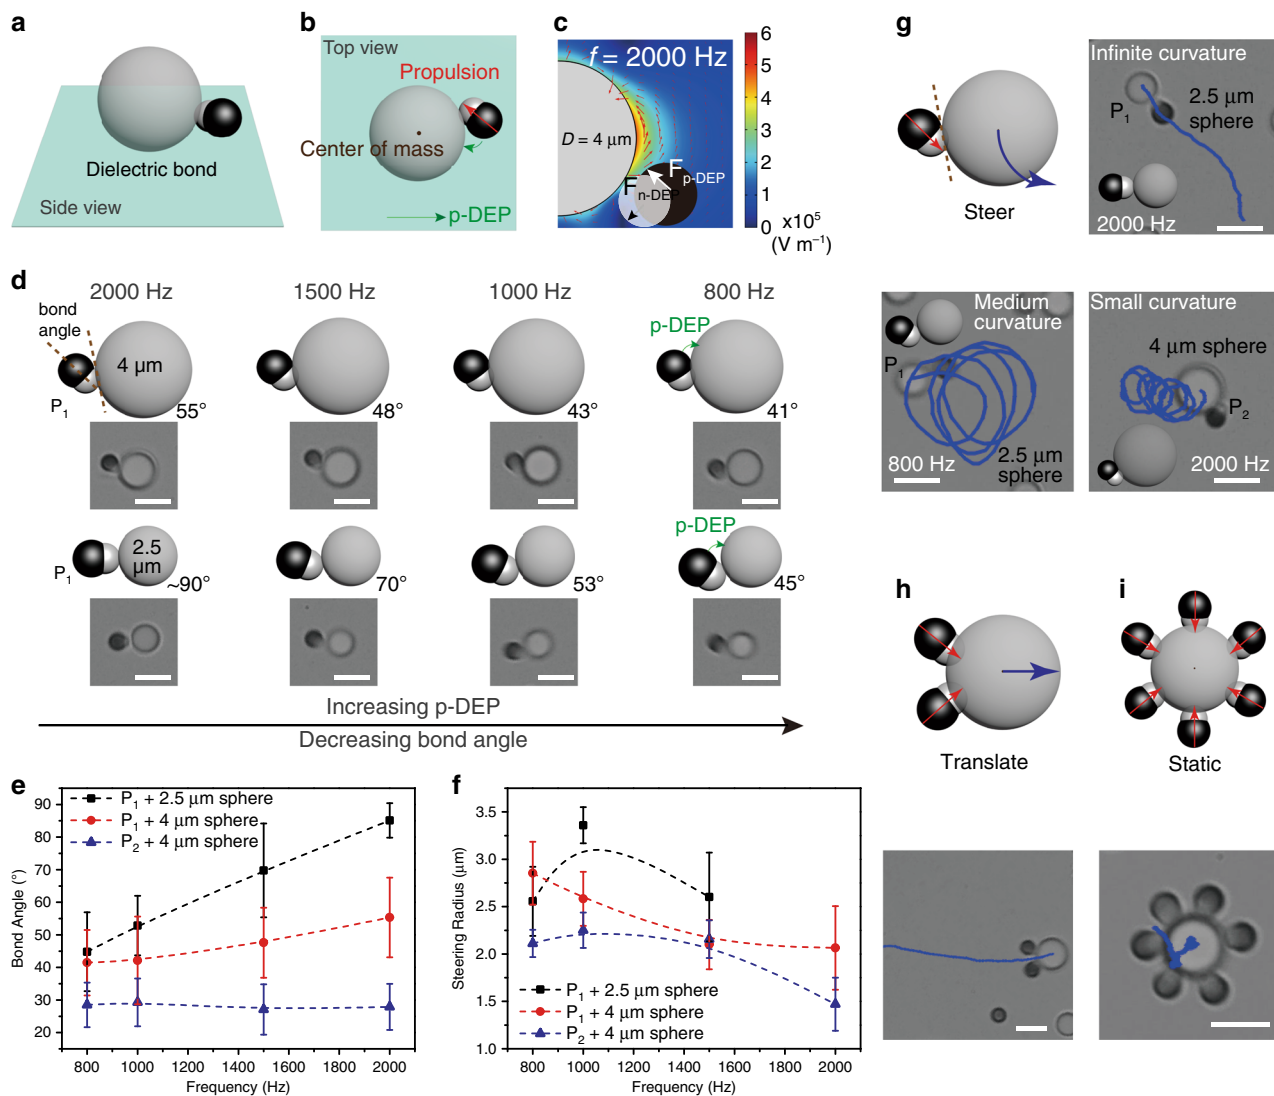 a
Dielectric bond
Side view
b
Top view
Propulsion
Center of mass
p-DEP
c
f = 2000 Hz
D = 4 μm
F p-DEP
F n-DEP
6
5
4
3
2
1
0
x10⁵
(V m⁻¹)
d
2000 Hz
1500 Hz
1000 Hz
800 Hz
bond
angle
4 μm
P₁
55°
48°
43°
p-DEP
41°
2.5
μm
P₁
~90°
70°
53°
p-DEP
45°
Increasing p-DEP
Decreasing bond angle
e
P₁ + 2.5 μm sphere
P₁ + 4 μm sphere
P₂ + 4 μm sphere
Bond Angle (°)
90
80
70
60
50
40
30
20
800 1000 1200 1400 1600 1800 2000
Frequency (Hz)
f
Steering Radius (μm)
3.5
3.0
2.5
2.0
1.5
1.0
P₁ + 2.5 μm sphere
P₁ + 4 μm sphere
P₂ + 4 μm sphere
800 1000 1200 1400 1600 1800 2000
Frequency (Hz)
g
Steer
Infinite curvature
P₁
2.5 μm
sphere
2000 Hz
Medium
curvature
P₁
800 Hz
2.5 μm
sphere
Small curvature
4 μm sphere
P₂
2000 Hz
h
Translate
i
Static